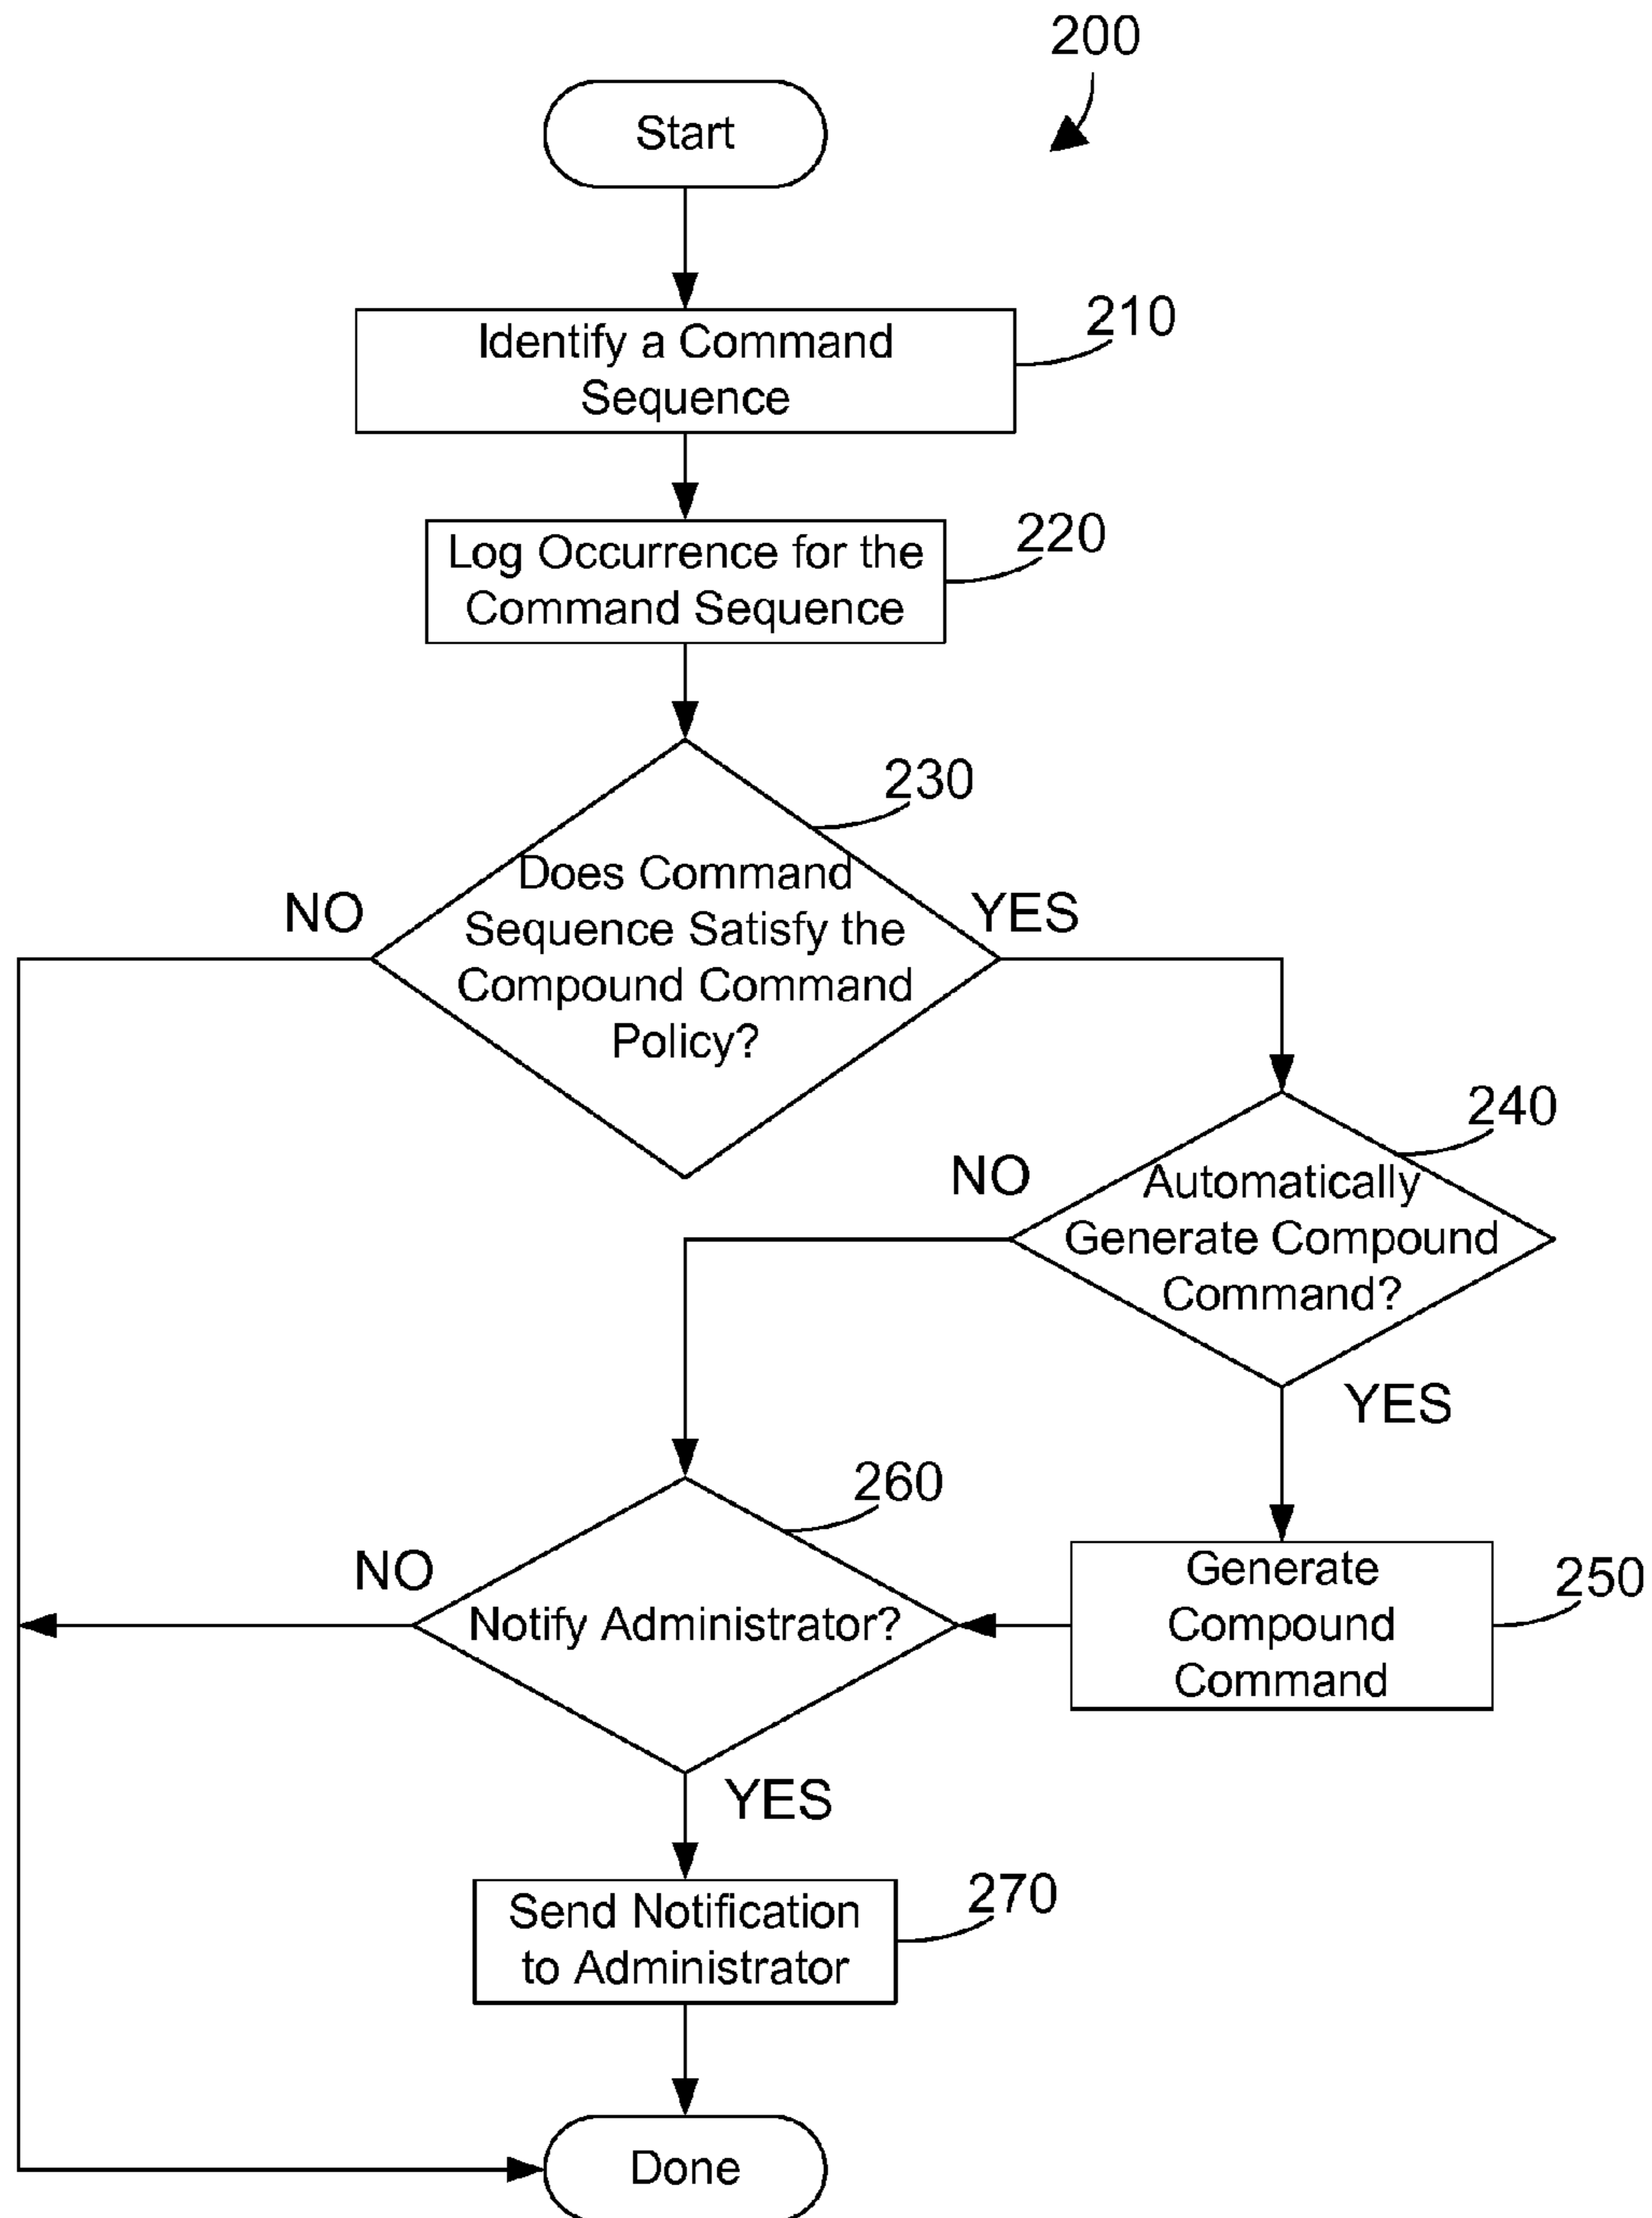 200
Start
Identify a Command
Sequence
210
Log Occurrence for the
Command Sequence
220
230
Does Command
Sequence Satisfy the
Compound Command
Policy?
NO
YES
240
Automatically
Generate Compound
Command?
NO
YES
260
Notify Administrator?
NO
YES
Generate
Compound
Command
250
Send Notification
to Administrator
270
Done